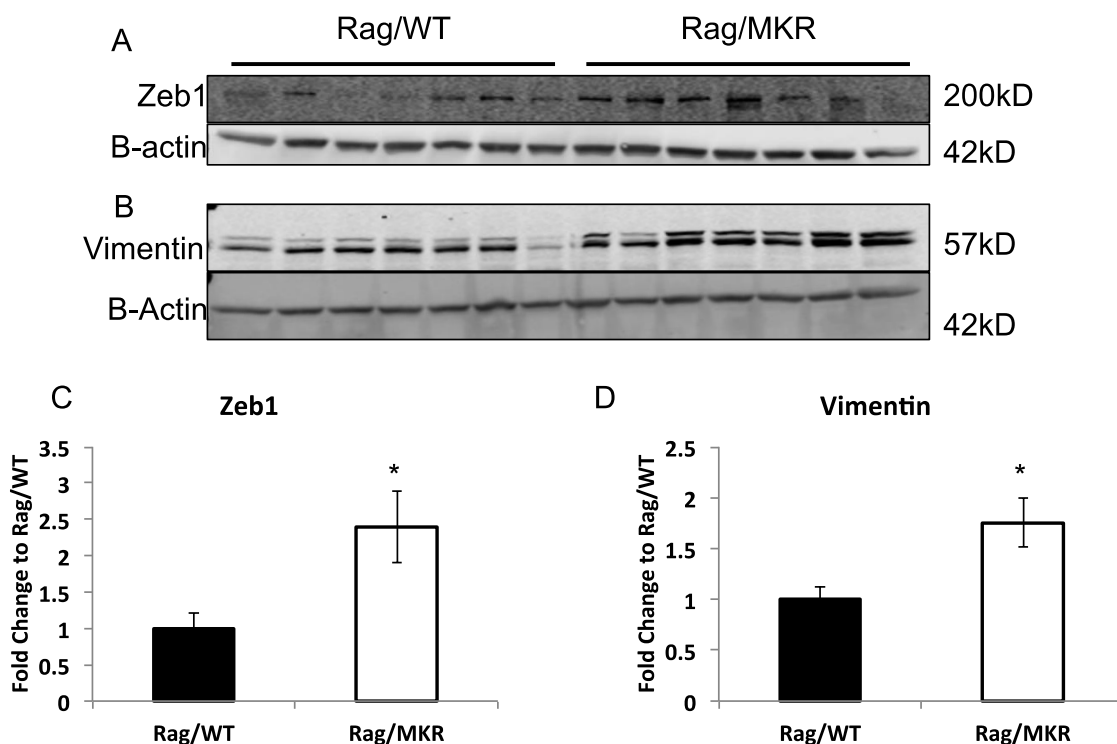 A
Rag/WT
Rag/MKR
Zeb1
200kD
B-actin
42kD
B
Vimentin
57kD
B-Actin
42kD
C
Zeb1
Fold Change to Rag/WT
3.5
3
2.5
2
1.5
1
0.5
0
*
Rag/WT
Rag/MKR
D
Vimentin
Fold Change to Rag/WT
2.5
2
1.5
1
0.5
0
*
Rag/WT
Rag/MKR